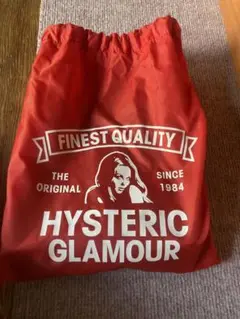 FINEST QUALITY
THE SINCE
ORIGINAL 1984
HYSTERIC
GLAMOUR